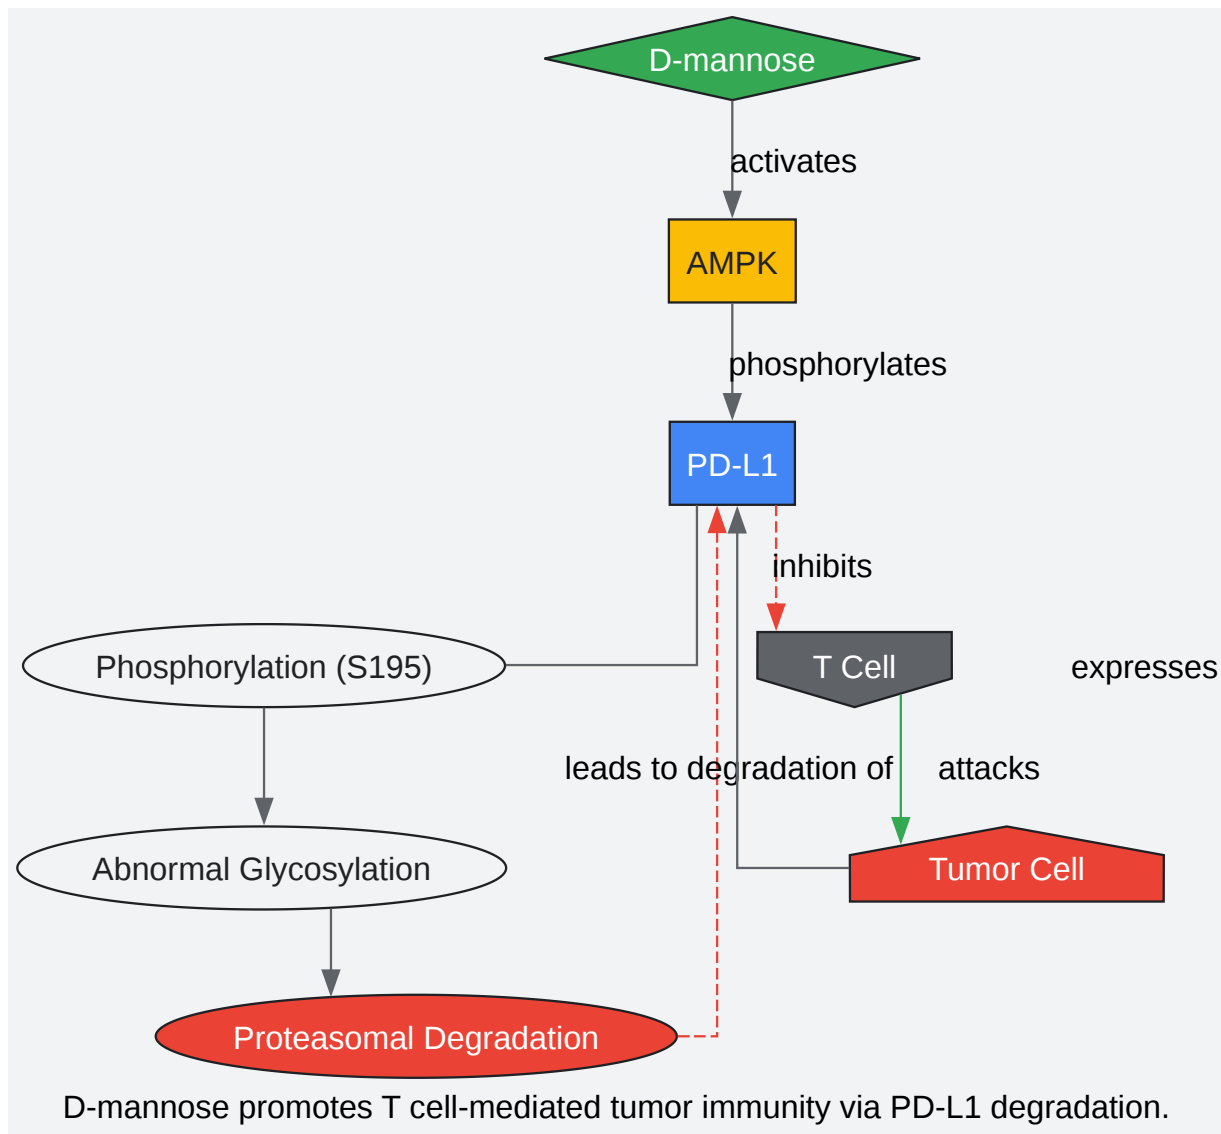 D-mannose
activates
AMPK
phosphorylates
PD-L1
inhibits
Phosphorylation (S195)
T Cell
expresses
leads to degradation of
attacks
Abnormal Glycosylation
Tumor Cell
Proteasomal Degradation
D-mannose promotes T cell-mediated tumor immunity via PD-L1 degradation.